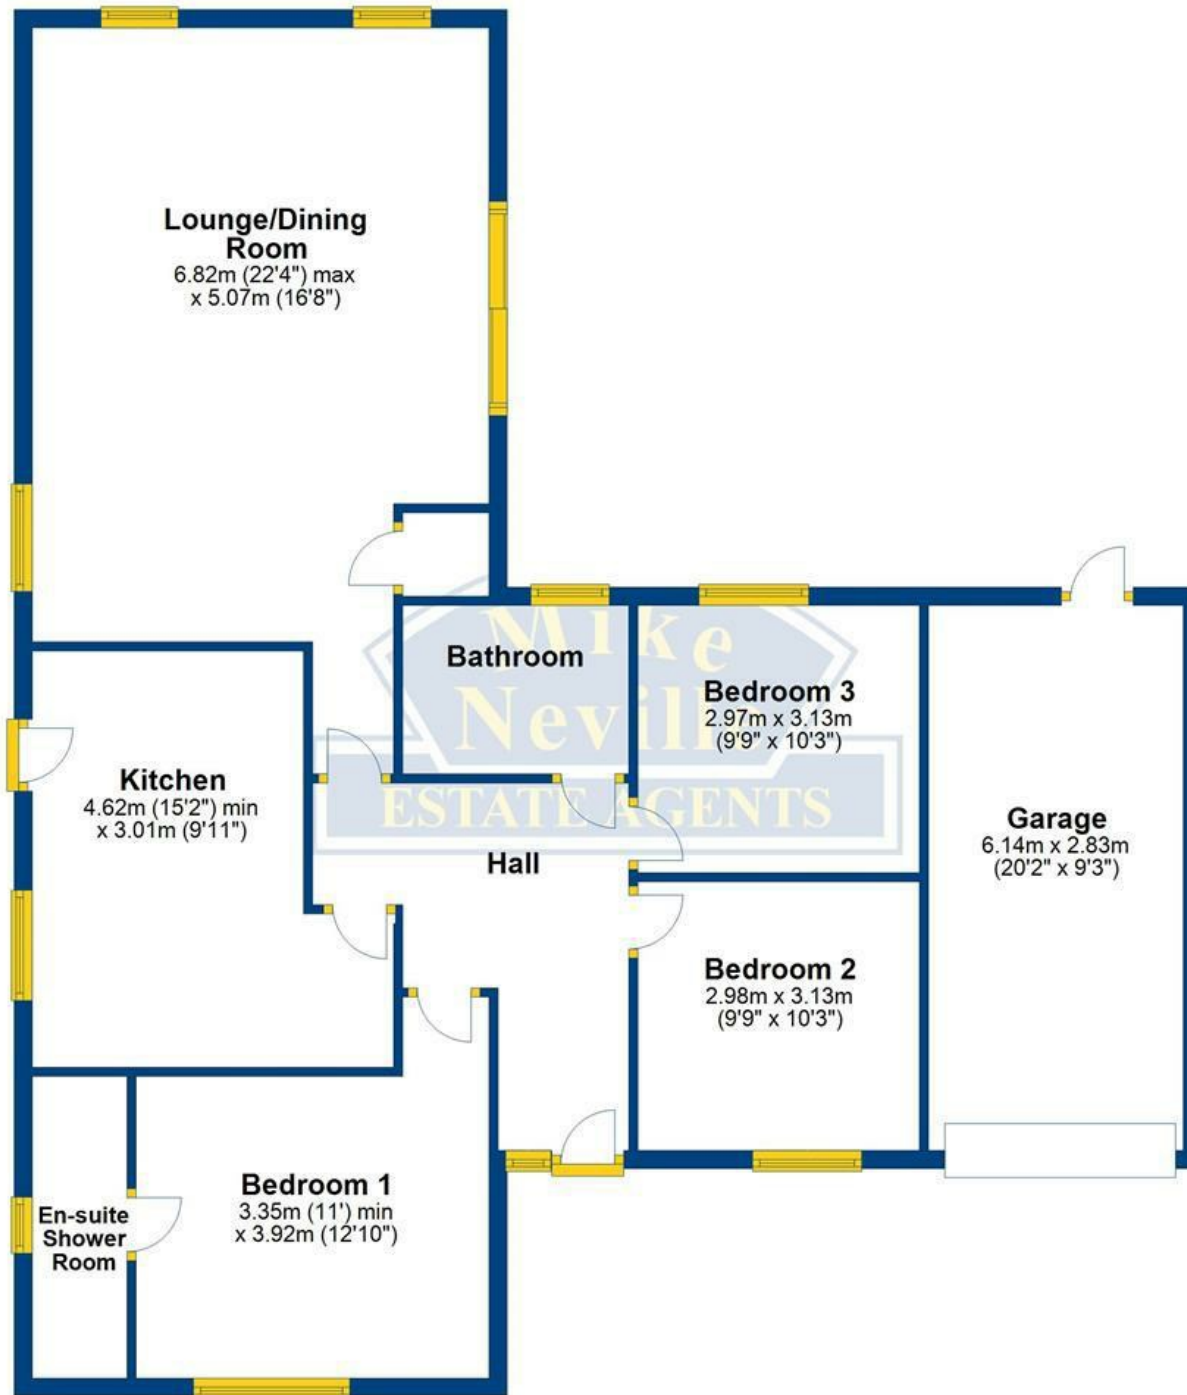 Lounge/Dining
Room
6.82m (22'4") max
x 5.07m (16'8")
Bathroom
Bedroom 3
2.97m x 3.13m
(9'9" x 10'3")
Kitchen
4.62m (15'2") min
x 3.01m (9'11")
Hall
Garage
6.14m x 2.83m
(20'2" x 9'3")
Bedroom 2
2.98m x 3.13m
(9'9" x 10'3")
Bedroom 1
3.35m (11') min
x 3.92m (12'10")
En-suite
Shower
Room
Mike
Neville
ESTATE AGENTS